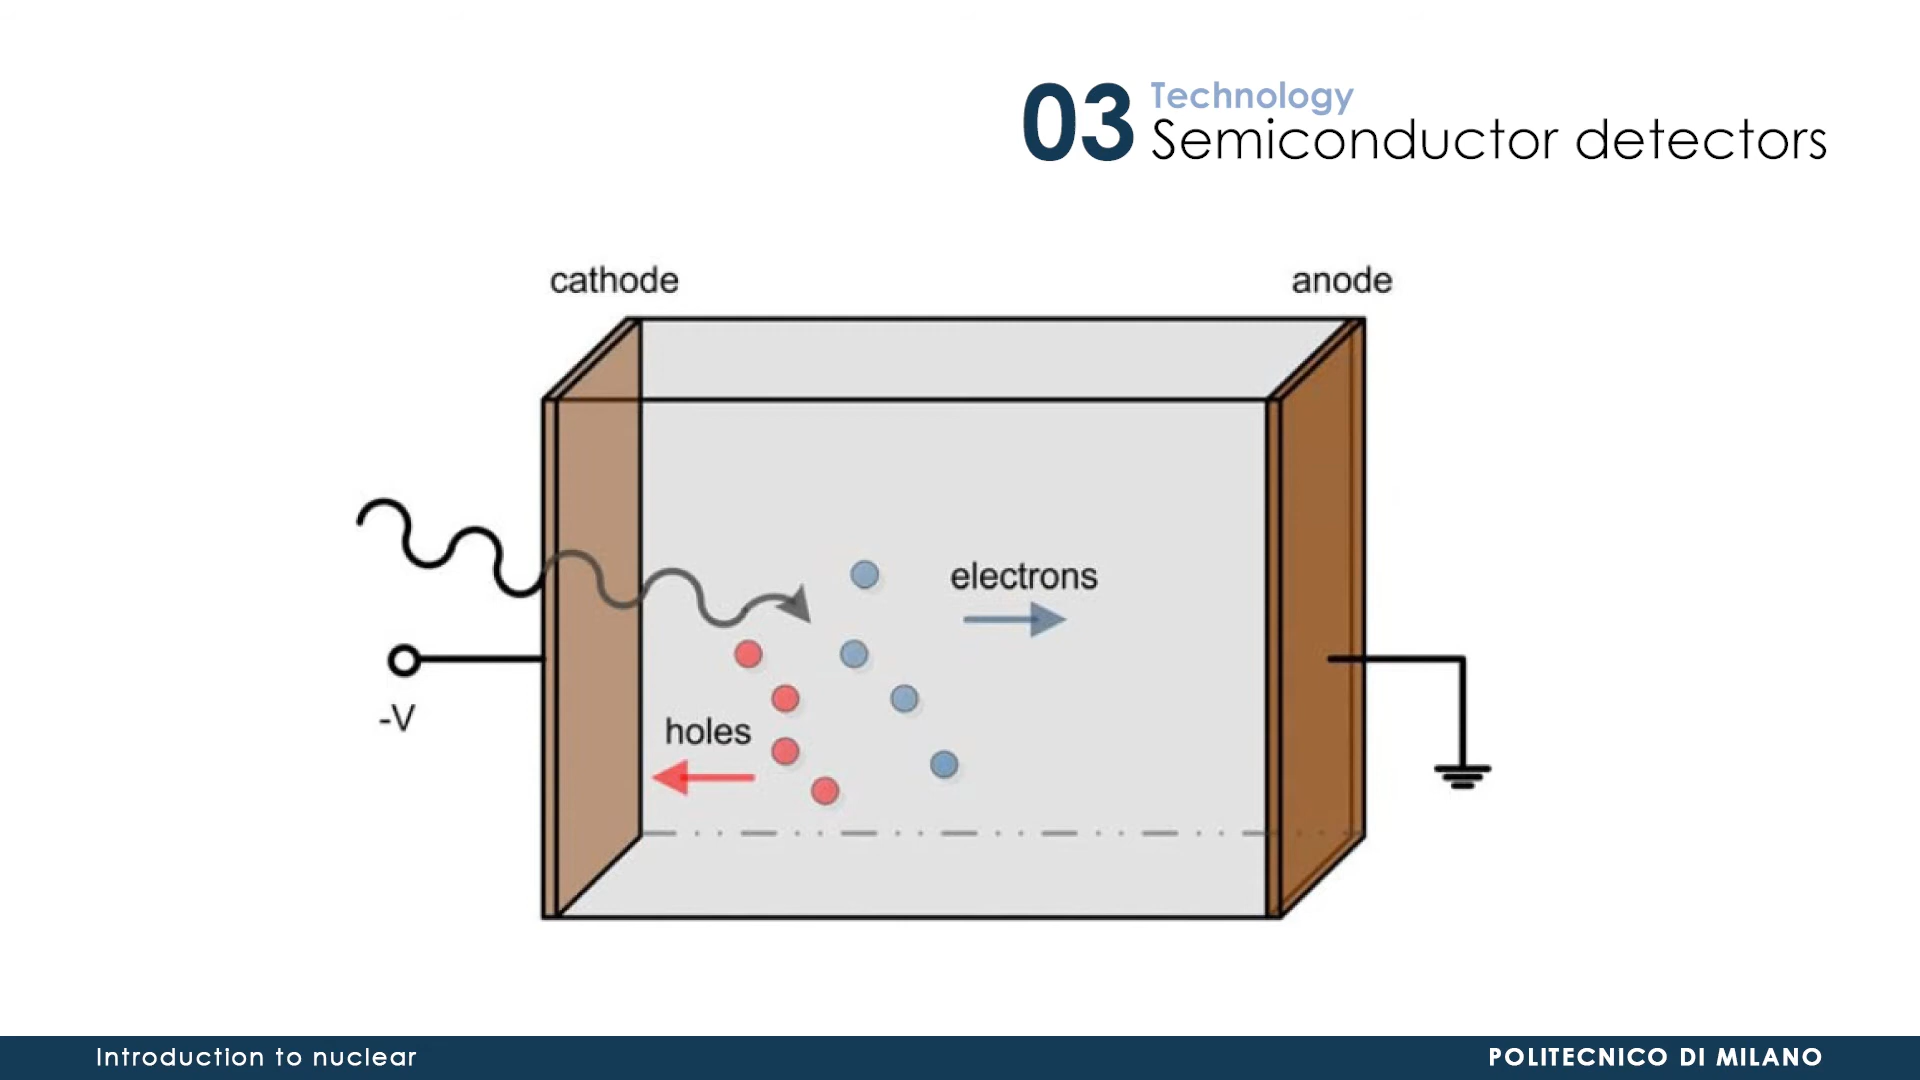 03
Technology
Semiconductor detectors
cathode
anode
electrons
holes
-V
Introduction to nuclear
POLITECNICO DI MILANO